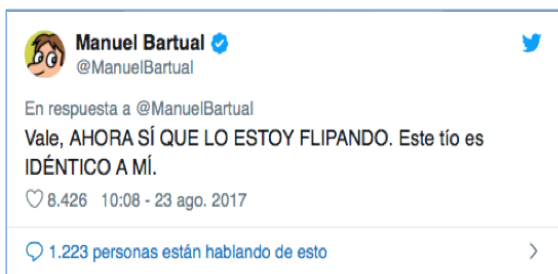 Manuel Bartual
@ManuelBartual
En respuesta a @ManuelBartual
Vale, AHORA SÍ QUE LO ESTOY FLIPANDO. Este tío es
IDÉNTICO A MÍ.
8.426 10:08 - 23 ago. 2017
1.223 personas están hablando de esto